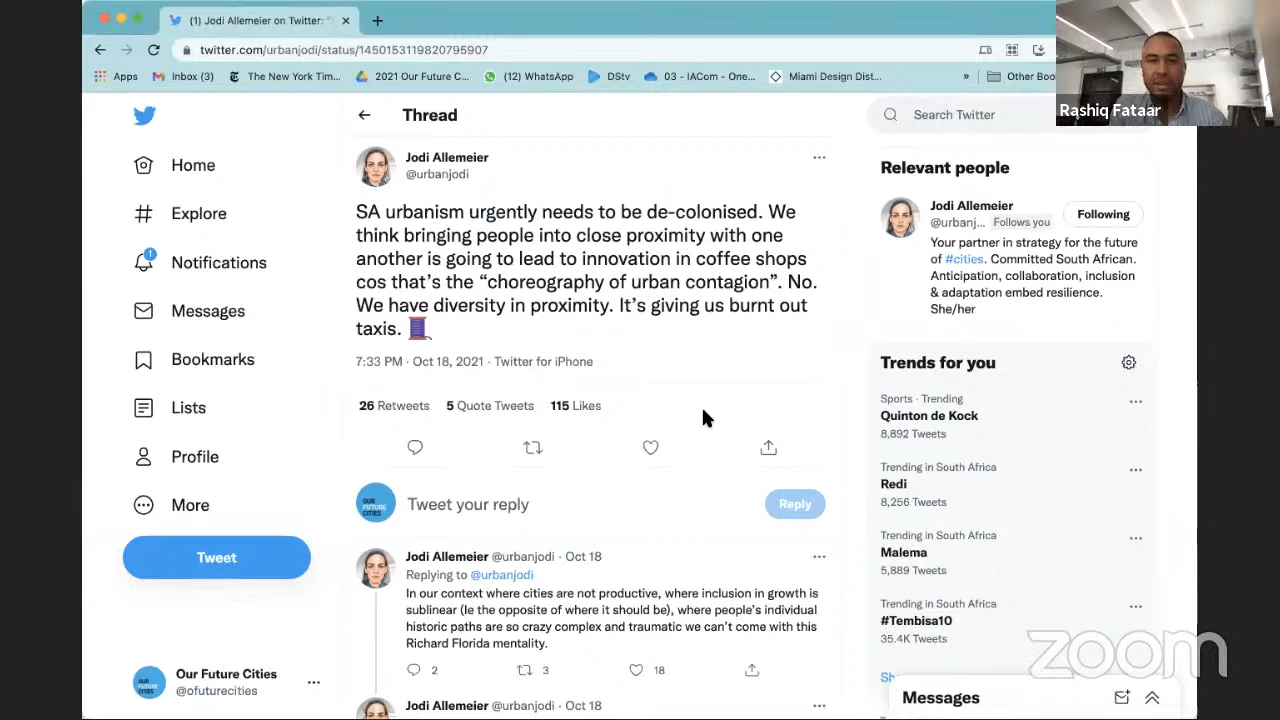 (1) Jodi Allemeier on Twitter: "
twitter.com/urbanjodi/status/1450153119820795907
Apps
Inbox (3)
The New York Tim...
2021 Our Future C...
(12) WhatsApp
DStv
03 - IACom - One...
Miami Design Dist...
»
Other Boo
Rashiq Fataar
Home
Explore
1
Notifications
Messages
Bookmarks
Lists
Profile
More
Tweet
Our Future Cities
@ofuturecities
Thread
Jodi Allemeier
@urbanjodi
SA urbanism urgently needs to be de-colonised. We
think bringing people into close proximity with one
another is going to lead to innovation in coffee shops
cos that's the “choreography of urban contagion”. No.
We have diversity in proximity. It's giving us burnt out
taxis.
7:33 PM · Oct 18, 2021 · Twitter for iPhone
26 Retweets 5 Quote Tweets 115 Likes
OUR FUTURE CITIES
Tweet your reply
Reply
Jodi Allemeier @urbanjodi · Oct 18
Replying to @urbanjodi
In our context where cities are not productive, where inclusion in growth is
sublinear (Ie the opposite of where it should be), where people's individual
historic paths are so crazy complex and traumatic we can't come with this
Richard Florida mentality.
2 3 18
Jodi Allemeier @urbanjodi · Oct 18
Search Twitter
Relevant people
Jodi Allemeier
@urbanj... Follows you
Following
Your partner in strategy for the future
of #cities. Committed South African.
Anticipation, collaboration, inclusion
& adaptation embed resilience.
She/her
Trends for you
Sports · Trending
Quinton de Kock
8,892 Tweets
Trending in South Africa
Redi
8,256 Tweets
Trending in South Africa
Malema
5,889 Tweets
Trending in South Africa
#Tembisa10
35.4K Tweets
Messages
zoom